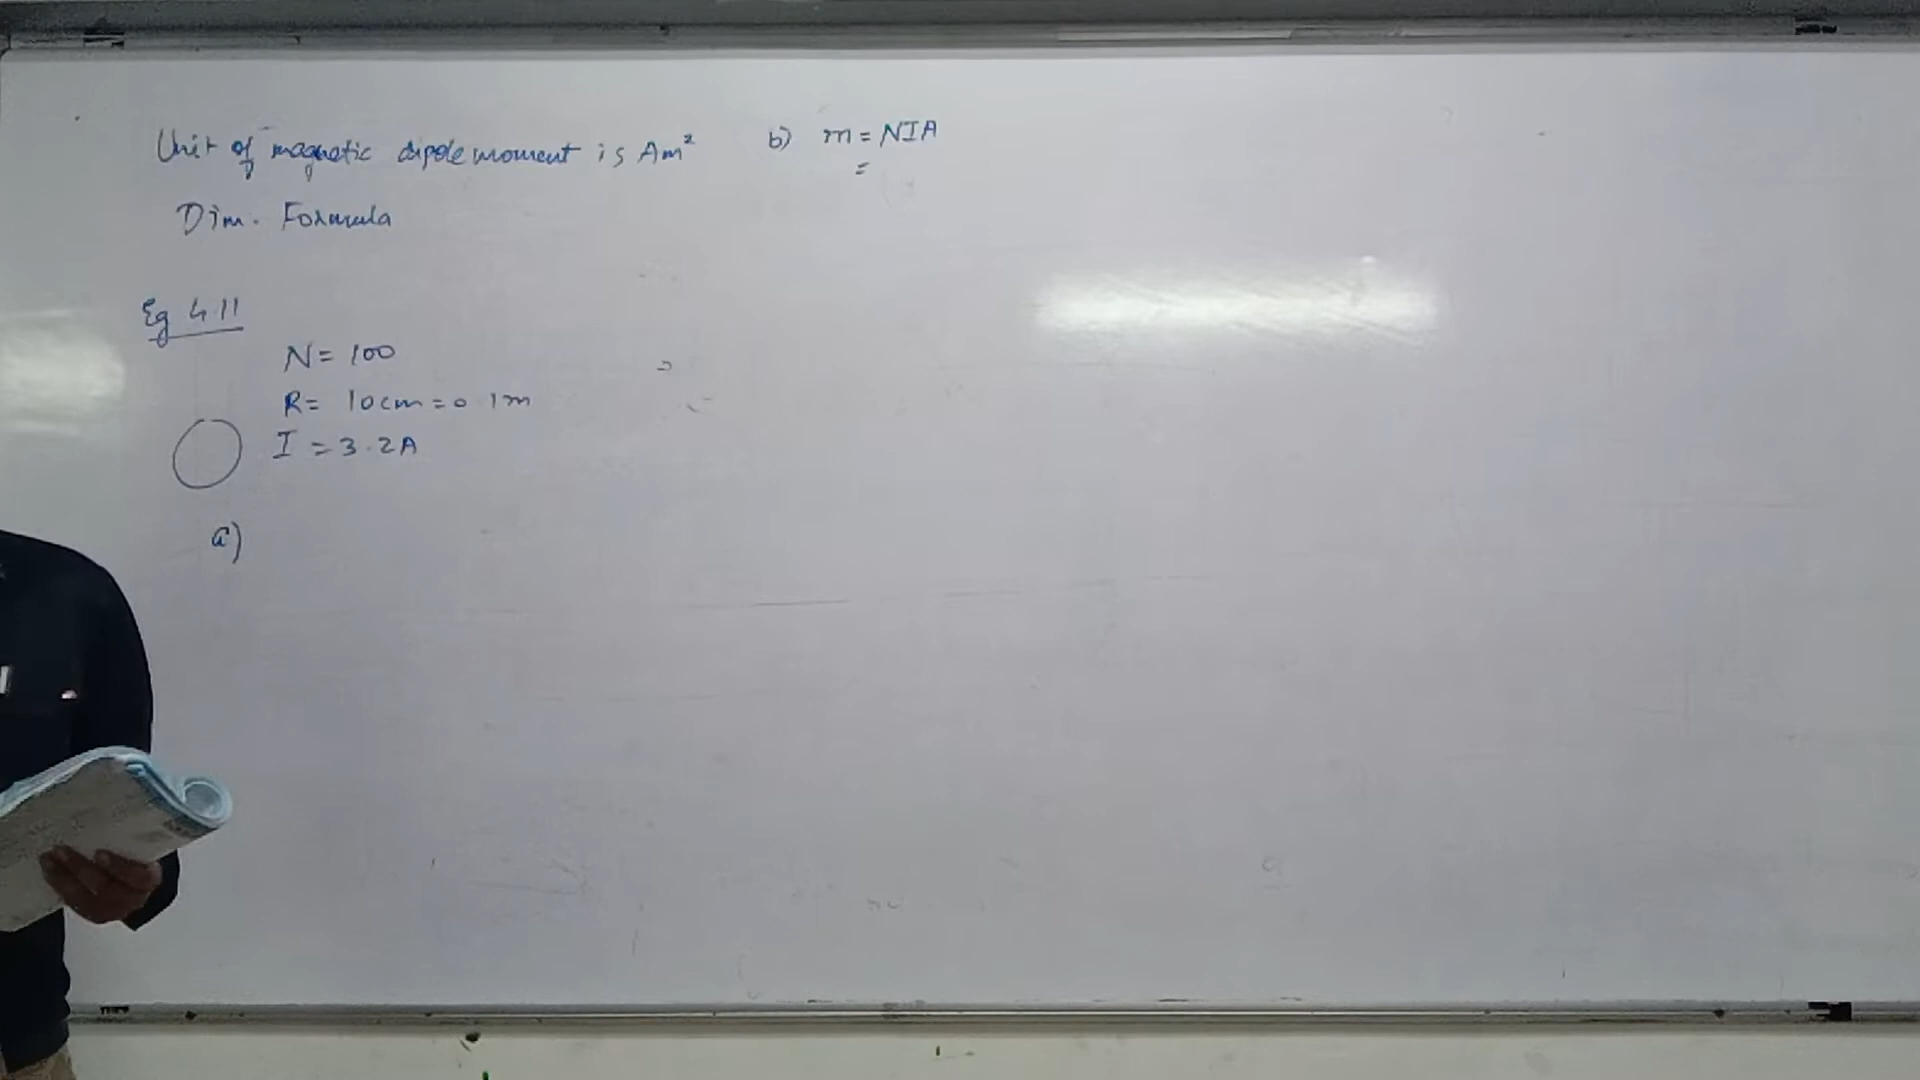 Unit of magnetic dipole moment is Am²
Dim. Formula
Eg 4.11
N = 100
R = 10cm = 0.1m
I = 3.2A
a)
b) m = NIA
=